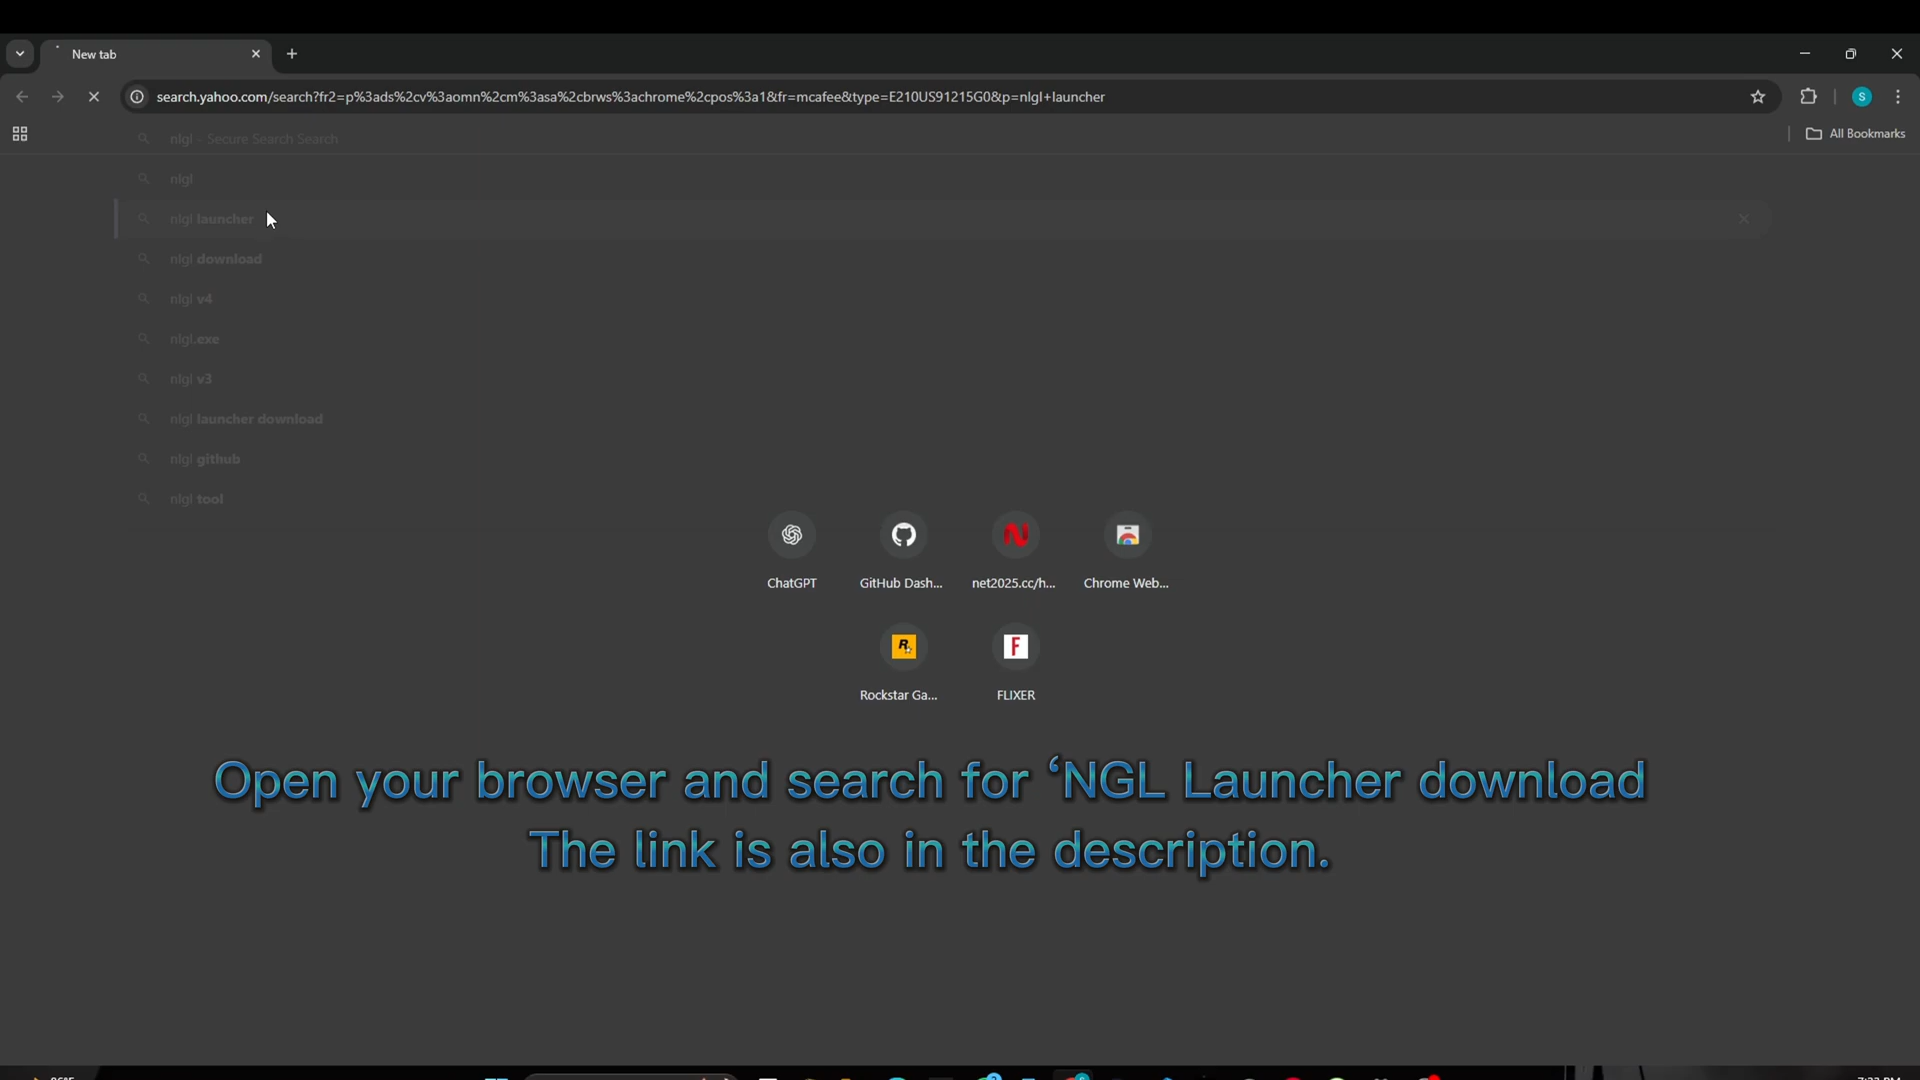 New tab
search.yahoo.com/search?fr2=p%3ads%2cv%3aomn%2cm%3asa%2cbrws%3achrome%2cpos%3a1&fr=mcafee&type=E210US91215G0&p=nlgl+launcher
S
All Bookmarks
nlgl - Secure Search Search
nlgl
nlgl launcher
nlgl download
nlgl v4
nlgl.exe
nlgl v3
nlgl launcher download
nlgl github
nlgl tool
ChatGPT
GitHub Dash...
net2025.cc/h...
Chrome Web...
Rockstar Ga...
FLIXER
Open your browser and search for ‘NGL Launcher download
The link is also in the description.